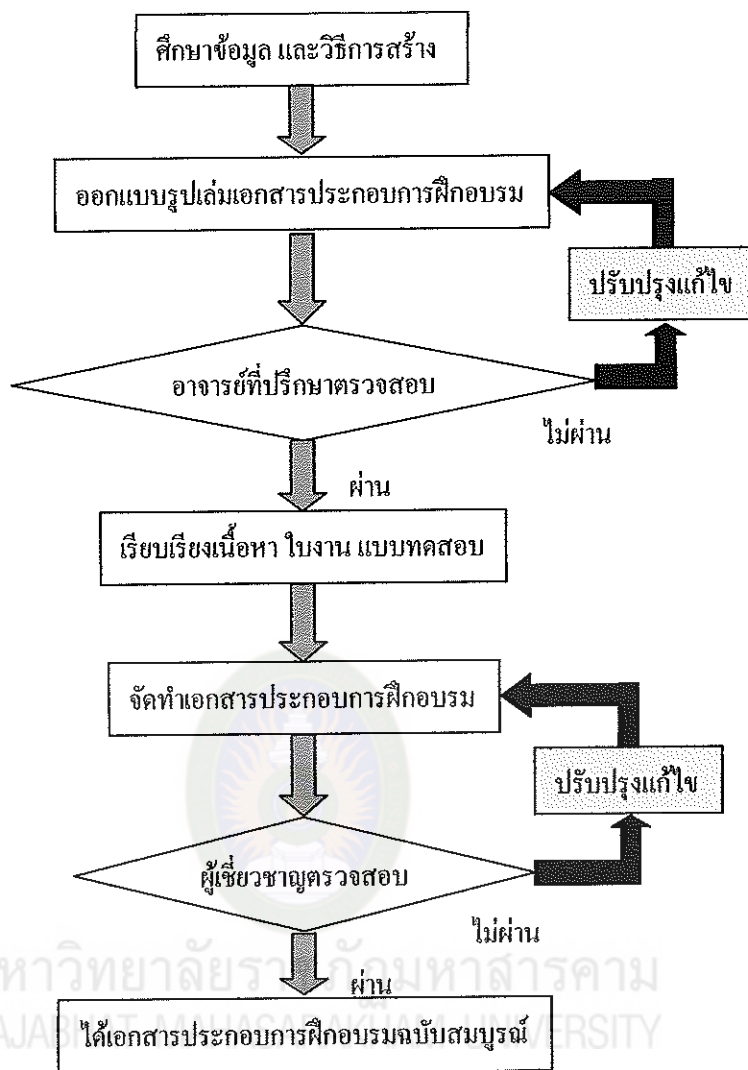 ศึกษาข้อมูล และวิธีการสร้าง
ออกแบบรูปเล่มเอกสารประกอบการฝึกอบรม
ปรับปรุงแก้ไข
อาจารย์ที่ปรึกษาตรวจสอบ
ไม่ผ่าน
ผ่าน
เรียบเรียงเนื้อหา ใบงาน แบบทดสอบ
จัดทำเอกสารประกอบการฝึกอบรม
ปรับปรุงแก้ไข
ผู้เชี่ยวชาญตรวจสอบ
ไม่ผ่าน
ผ่าน
ได้เอกสารประกอบการฝึกอบรมฉบับสมบูรณ์